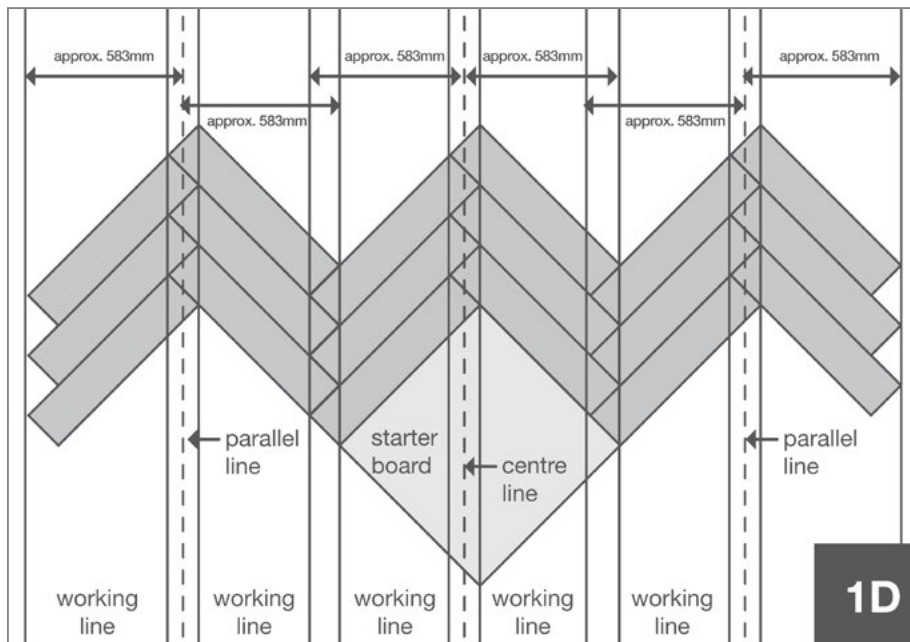 approx. 583mm
approx. 583mm
approx. 583mm
approx. 583mm
approx. 583mm
approx. 583mm
parallel
line
starter
board
centre
line
parallel
line
working
line
working
line
working
line
working
line
working
line
1D